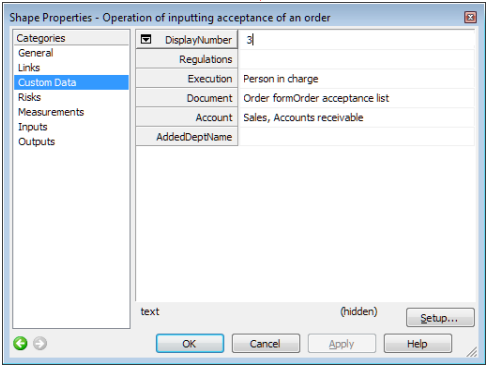 Shape Properties - Operation of inputting acceptance of an order
Categories
General
Links
Custom Data
Risks
Measurements
Inputs
Outputs
DisplayNumber 3
Regulations
Execution Person in charge
Document Order formOrder acceptance list
Account Sales, Accounts receivable
AddedDeptName
text (hidden) Setup...
OK Cancel Apply Help